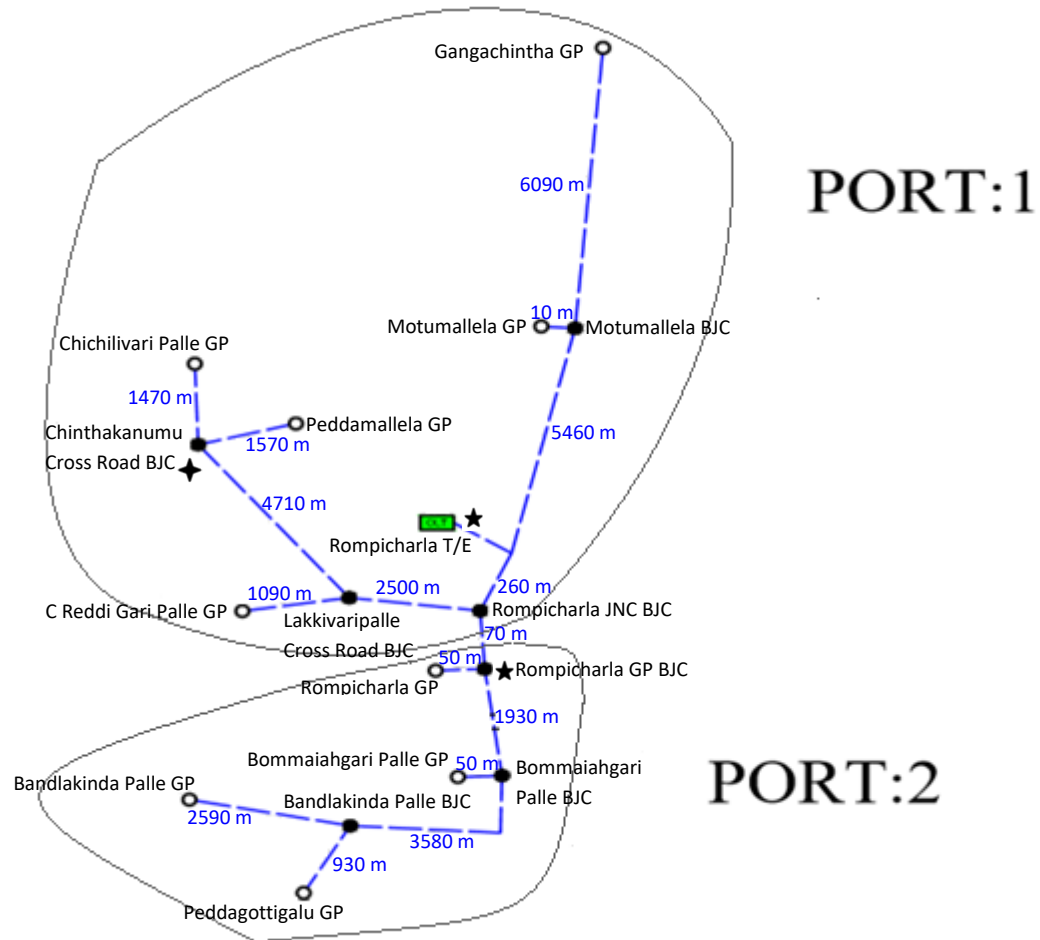 Gangachintha GP
PORT:1
6090 m
10 m
Motumallela GP
Motumallela BJC
Chichilivari Palle GP
1470 m
Peddamallela GP
Chinthakanumu
Cross Road BJC
1570 m
5460 m
4710 m
OLT
Rompicharla T/E
1090 m
2500 m
260 m
C Reddi Gari Palle GP
Lakkivaripalle
Cross Road BJC
Rompicharla JNC BJC
70 m
50 m
Rompicharla GP
Rompicharla GP BJC
1930 m
Bommaiahgari Palle GP
50 m
Bommaiahgari
Palle BJC
PORT:2
Bandlakinda Palle GP
2590 m
Bandlakinda Palle BJC
3580 m
930 m
Peddagottigalu GP